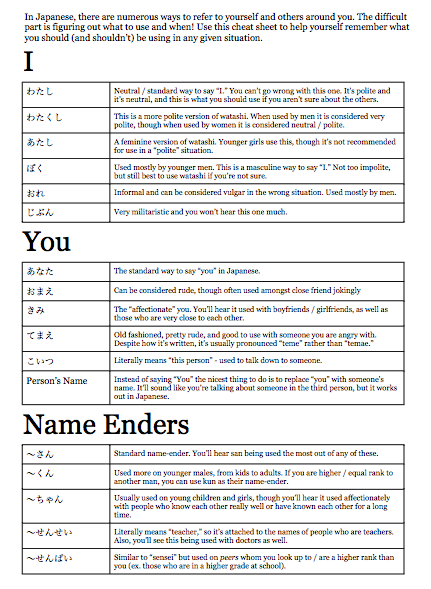 In Japanese, there are numerous ways to refer to yourself and others around you. The difficult
part is figuring out what to use and when! Use this cheat sheet to help yourself remember what
you should (and shouldn't) be using in any given situation.
I
わたし
Neutral / standard way to say "I." You can't go wrong with this one. It's polite and
it's neutral, and this is what you should use if you aren't sure about the others.
わたくし
This is a more polite version of watashi. When used by men it is considered very
polite, though when used by women it is considered neutral / polite.
あたし
A feminine version of watashi. Younger girls use this, though it's not recommended
for use in a "polite" situation.
ぼく
Used mostly by younger men. This is a masculine way to say "I." Not too impolite,
but still best to use watashi if you're not sure.
おれ
Informal and can be considered vulgar in the wrong situation. Used mostly by men.
じぶん
Very militaristic and you won't hear this one much.
You
あなた
The standard way to say "you" in Japanese.
おまえ
Can be considered rude, though often used amongst close friend jokingly
きみ
The "affectionate" you. You'll hear it used with boyfriends / girlfriends, as well as
those who are very close to each other.
てまえ
Old fashioned, pretty rude, and good to use with someone you are angry with.
Despite how it's written, it's usually pronounced "teme" rather than "temae."
こいつ
Literally means "this person" - used to talk down to someone.
Person's Name
Instead of saying "You" the nicest thing to do is to replace "you" with someone's
name. It'll sound like you're talking about someone in the third person, but it works
out in Japanese.
Name Enders
〜さん
Standard name-ender. You'll hear san being used the most out of any of these.
〜くん
Used more on younger males, from kids to adults. If you are higher / equal rank to
another man, you can use kun as their name-ender.
〜ちゃん
Usually used on young children and girls, though you'll hear it used affectionately
with people who know each other really well or have known each other for a long
time.
〜せんせい
Literally means "teacher," so it's attached to the names of people who are teachers.
Also, you'll see this being used with doctors as well.
〜せんぱい
Similar to "sensei" but used on peers whom you look up to / are a higher rank than
you (ex. those who are in a higher grade at school).